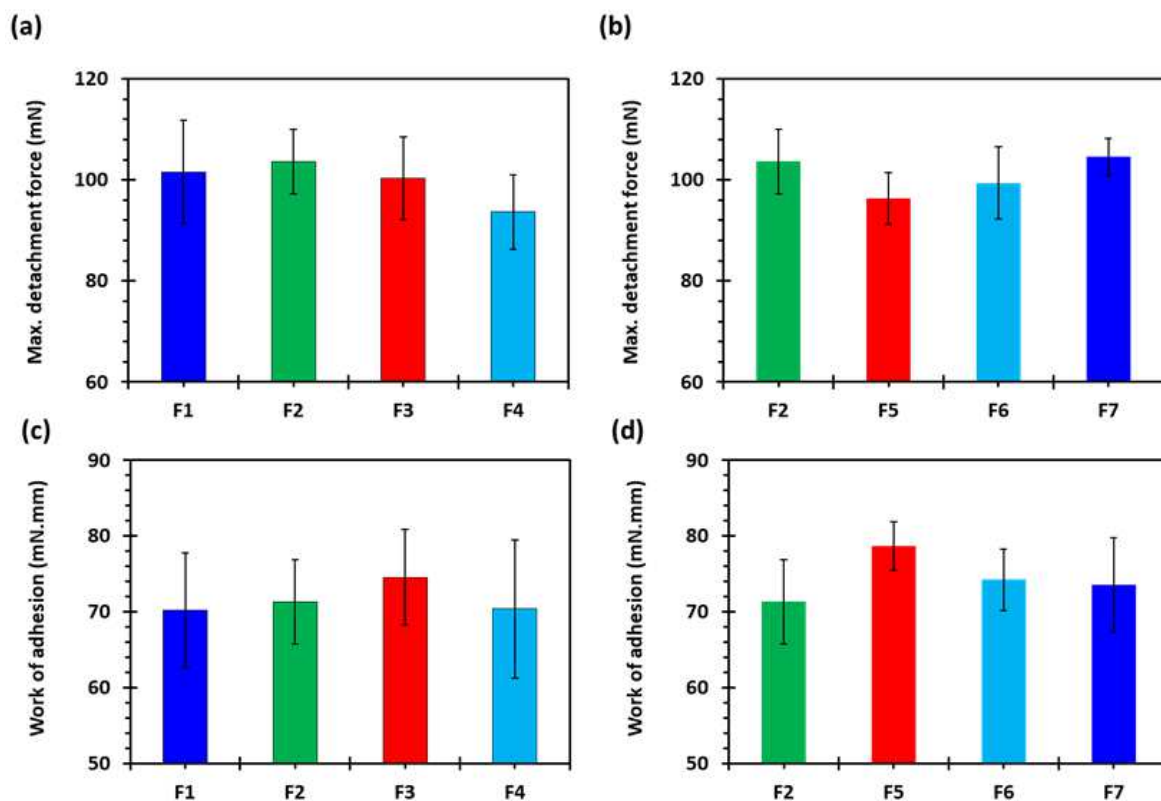 (a)
Max. detachment force (mN)
120
100
80
60
F1 F2 F3 F4
(b)
Max. detachment force (mN)
120
100
80
60
F2 F5 F6 F7
(c)
Work of adhesion (mN.mm)
90
80
70
60
50
F1 F2 F3 F4
(d)
Work of adhesion (mN.mm)
90
80
70
60
50
F2 F5 F6 F7